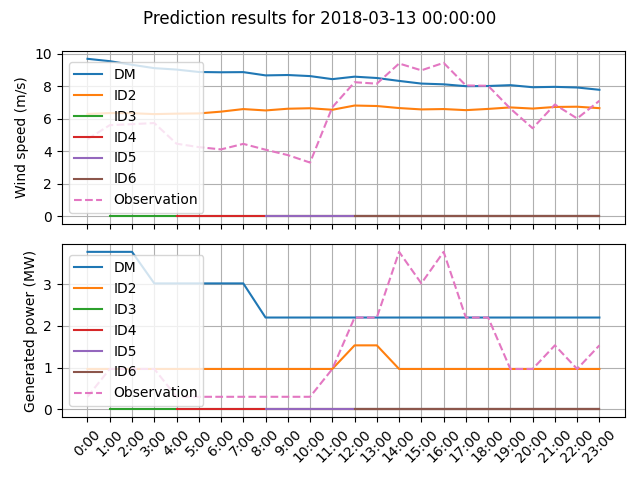 Prediction results for 2018-03-13 00:00:00
Wind speed (m/s)
10
8
6
4
2
0
DM
ID2
ID3
ID4
ID5
ID6
Observation
Generated power (MW)
3
2
1
0
DM
ID2
ID3
ID4
ID5
ID6
Observation
0:00 1:00 2:00 3:00 4:00 5:00 6:00 7:00 8:00 9:00 10:00 11:00 12:00 13:00 14:00 15:00 16:00 17:00 18:00 19:00 20:00 21:00 22:00 23:00